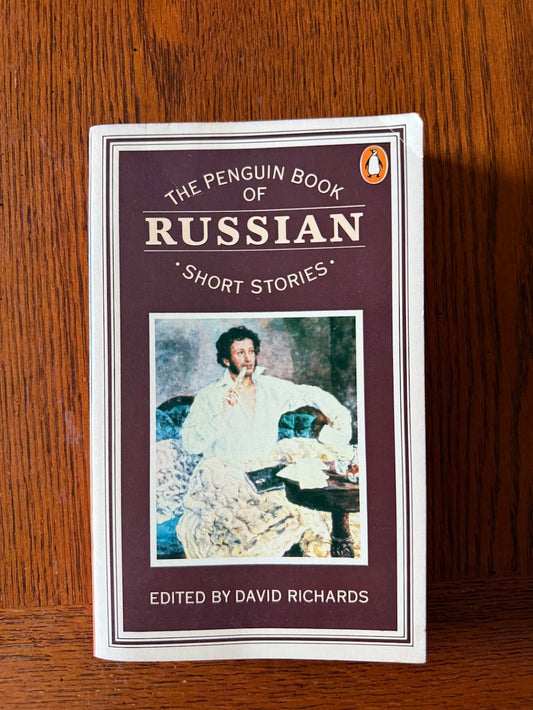 THE PENGUIN BOOK
OF
RUSSIAN
• SHORT STORIES •
EDITED BY DAVID RICHARDS